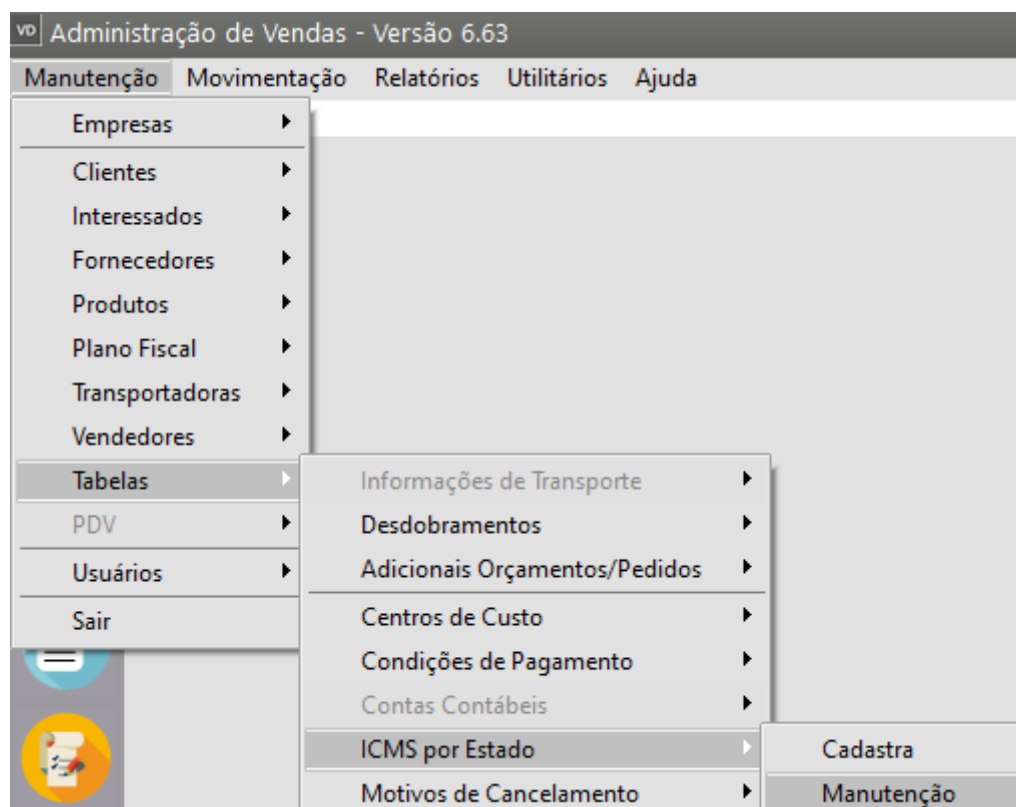 VD Administração de Vendas - Versão 6.63
Manutenção Movimentação Relatórios Utilitários Ajuda
Empresas
Clientes
Interessados
Fornecedores
Produtos
Plano Fiscal
Transportadoras
Vendedores
Tabelas
PDV
Usuários
Sair
Informações de Transporte
Desdobramentos
Adicionais Orçamentos/Pedidos
Centros de Custo
Condições de Pagamento
Contas Contábeis
ICMS por Estado
Motivos de Cancelamento
Cadastra
Manutenção